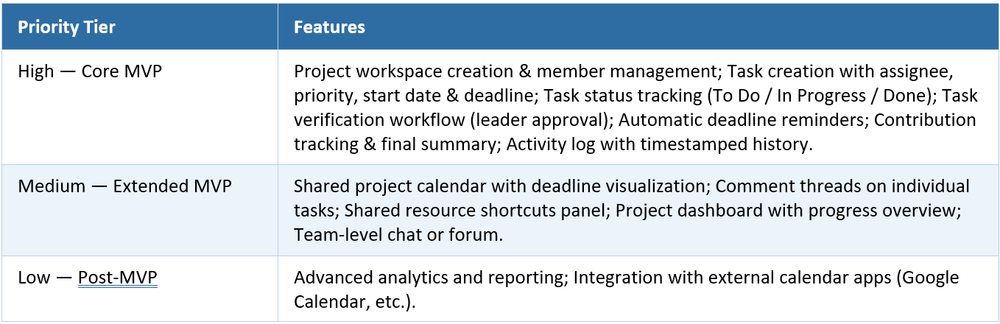 Priority Tier
Features
High — Core MVP
Project workspace creation & member management; Task creation with assignee,
priority, start date & deadline; Task status tracking (To Do / In Progress / Done); Task
verification workflow (leader approval); Automatic deadline reminders; Contribution
tracking & final summary; Activity log with timestamped history.
Medium — Extended MVP
Shared project calendar with deadline visualization; Comment threads on individual
tasks; Shared resource shortcuts panel; Project dashboard with progress overview;
Team-level chat or forum.
Low — Post-MVP
Advanced analytics and reporting; Integration with external calendar apps (Google
Calendar, etc.).